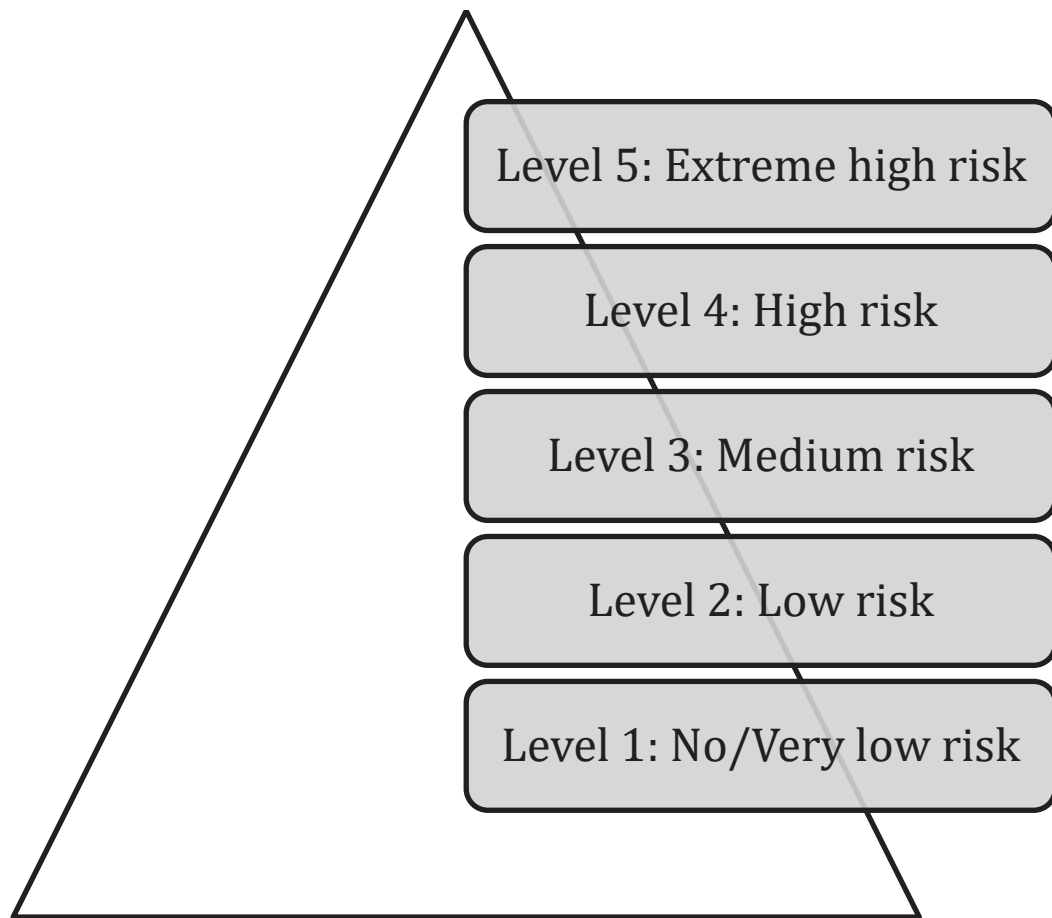 Level 5: Extreme high risk
Level 4: High risk
Level 3: Medium risk
Level 2: Low risk
Level 1: No/Very low risk